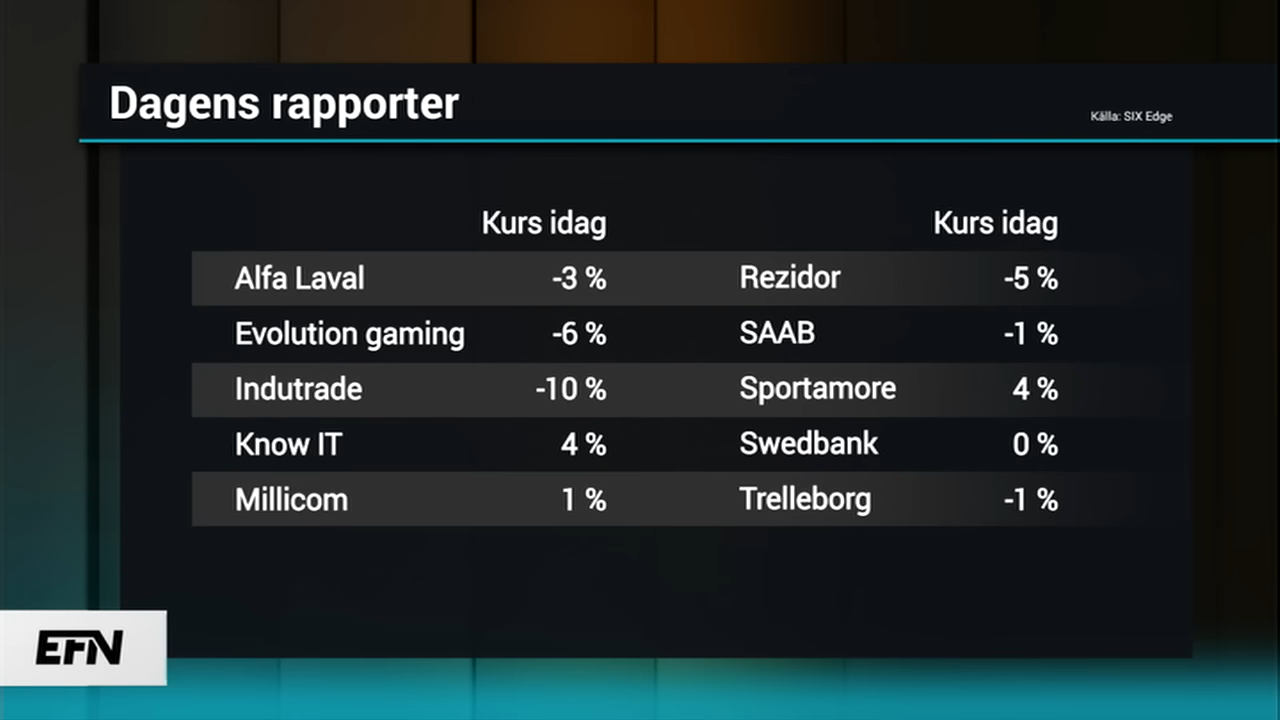 Dagens rapporter
Källa: SIX Edge
Kurs idag Kurs idag
Alfa Laval -3 % Rezidor -5 %
Evolution gaming -6 % SAAB -1 %
Indutrade -10 % Sportamore 4 %
Know IT 4 % Swedbank 0 %
Millicom 1 % Trelleborg -1 %
EFN